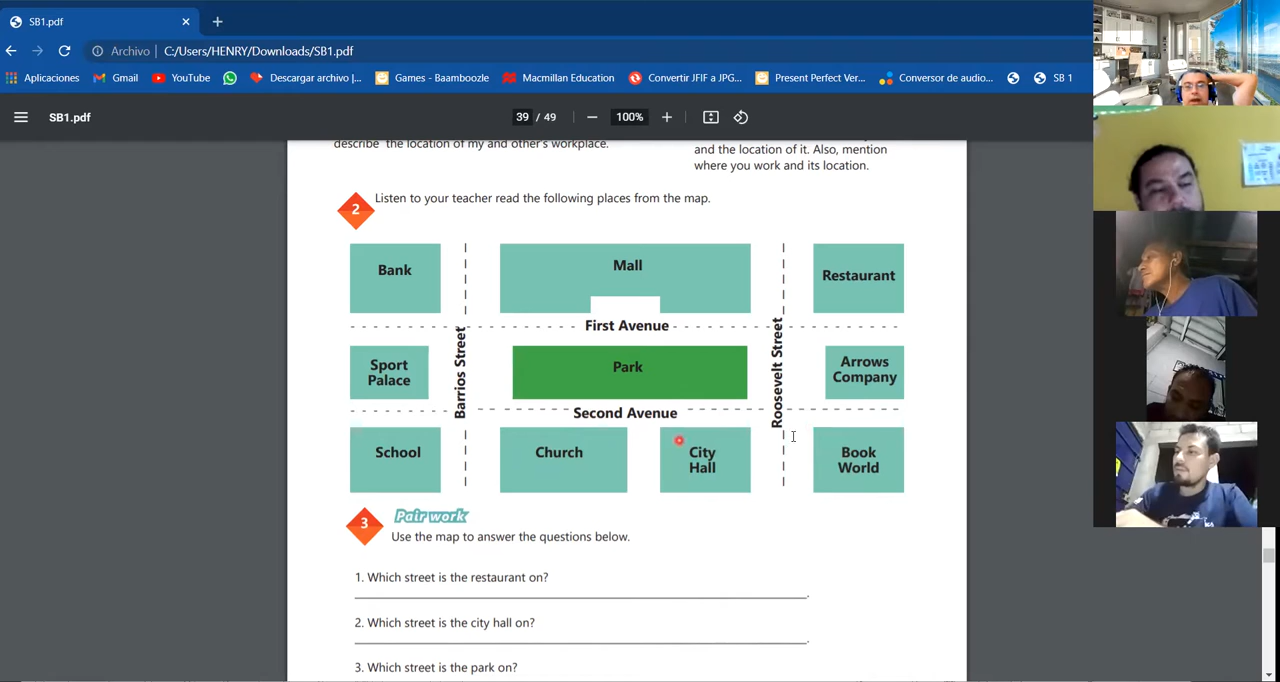 SB1.pdf
Archivo
C:/Users/HENRY/Downloads/SB1.pdf
Aplicaciones
Gmail
YouTube
Descargar archivo |...
Games - Baamboozle
Macmillan Education
Convertir JFIF a JPG...
Present Perfect Ver...
Conversor de audio...
SB 1
SB1.pdf
39 / 49
100%
describe the location of my and other's workplace.
and the location of it. Also, mention
where you work and its location.
2
Listen to your teacher read the following places from the map.
Bank
Mall
Restaurant
First Avenue
Barrios Street
Roosevelt Street
Sport
Palace
Park
Arrows
Company
Second Avenue
School
Church
City
Hall
Book
World
3
Pair work
Use the map to answer the questions below.
1. Which street is the restaurant on?
2. Which street is the city hall on?
3. Which street is the park on?